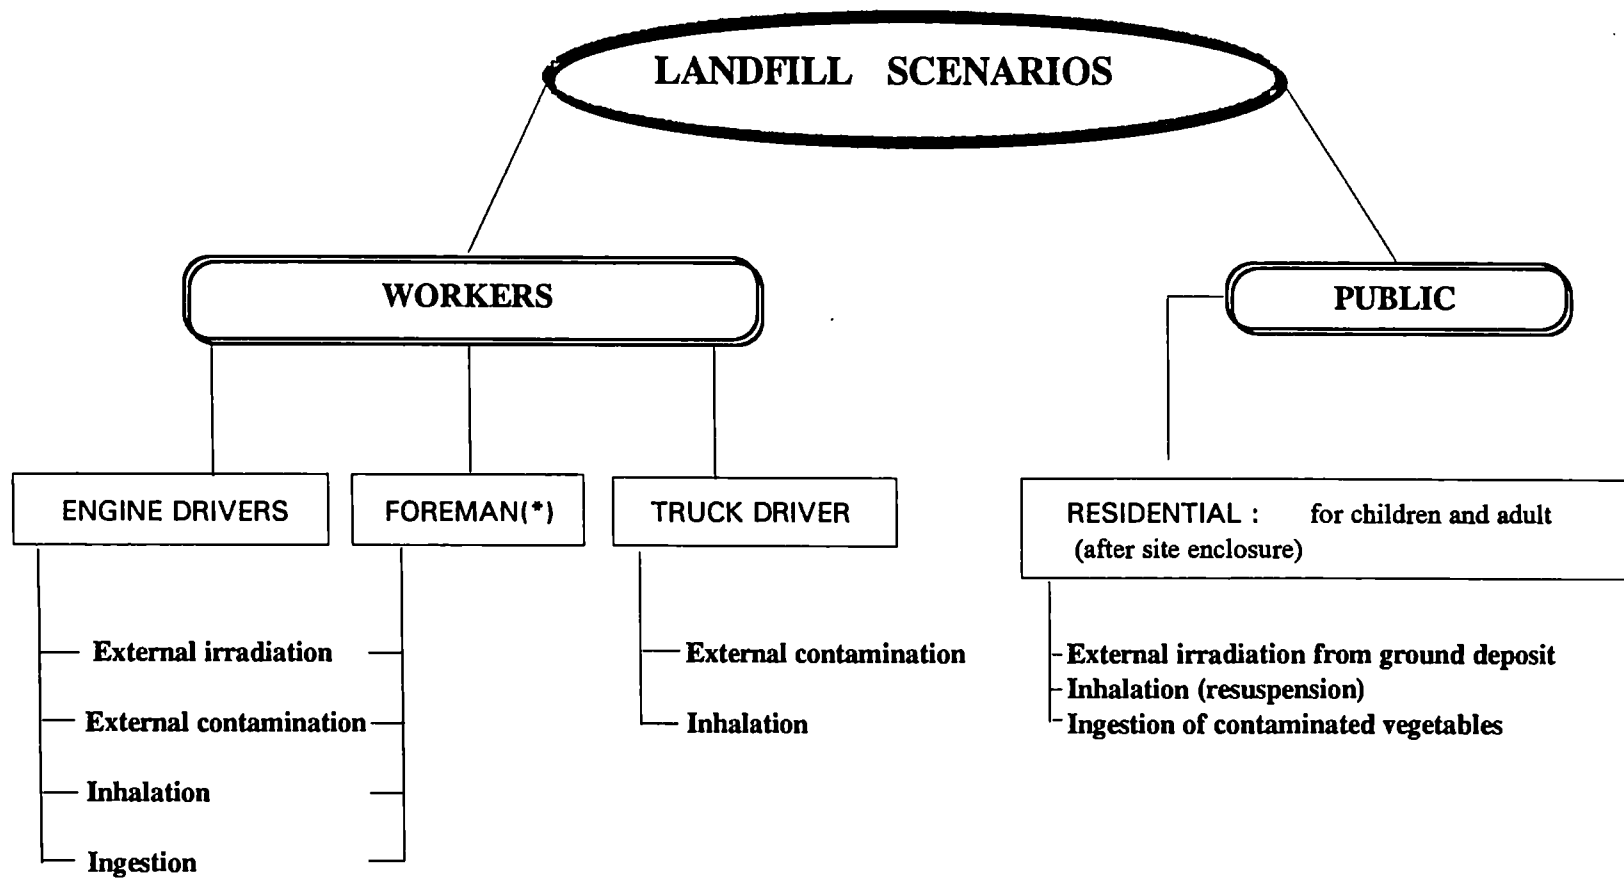 LANDFILL SCENARIOS
WORKERS
PUBLIC
ENGINE DRIVERS
FOREMAN(*)
TRUCK DRIVER
RESIDENTIAL : for children and adult
(after site enclosure)
External irradiation
External contamination
Inhalation
Ingestion
External contamination
Inhalation
External irradiation from ground deposit
Inhalation (resuspension)
Ingestion of contaminated vegetables